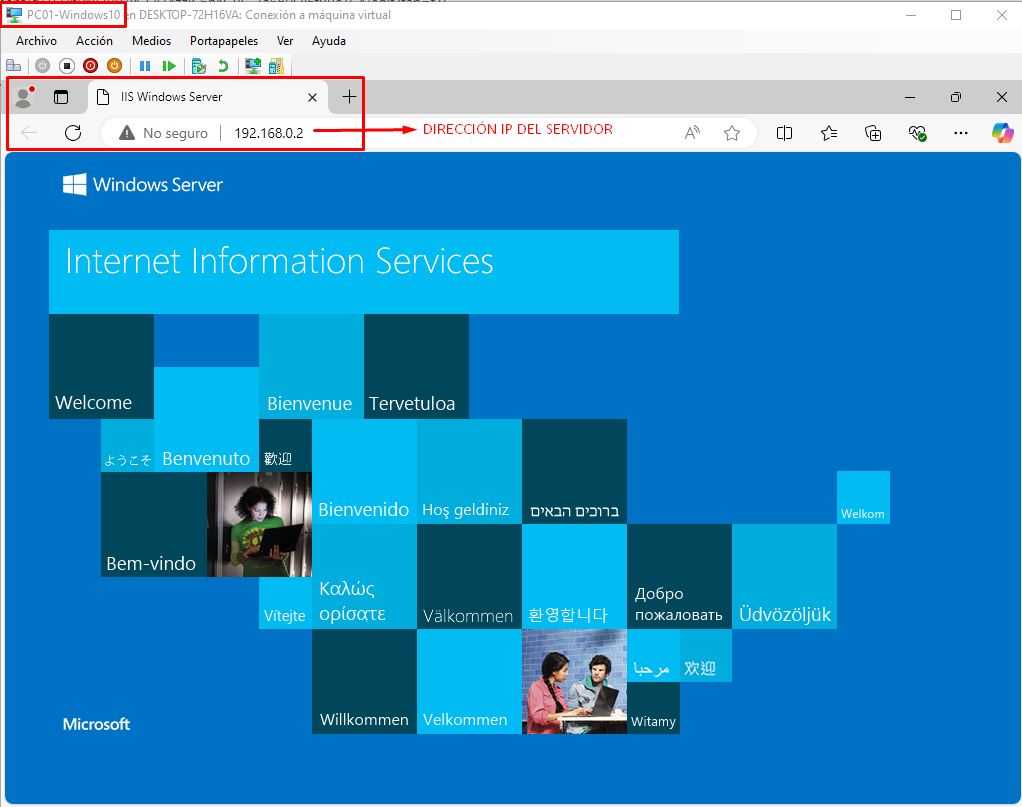 PC01-Windows10 en DESKTOP-72H16VA: Conexión a máquina virtual
Archivo Acción Medios Portapapeles Ver Ayuda
IIS Windows Server
No seguro 192.168.0.2 DIRECCIÓN IP DEL SERVIDOR
Windows Server
Internet Information Services
Welcome
Bienvenue
Tervetuloa
ようこそ
Benvenuto
歡迎
Bienvenido
Hoş geldiniz
ברוכים הבאים
Welkom
Bem-vindo
Vítejte
Καλώς
ορίσατε
Välkommen
환영합니다
Добро
пожаловать
Üdvözöljük
مرحبا
欢迎
Willkommen
Velkommen
Witamy
Microsoft